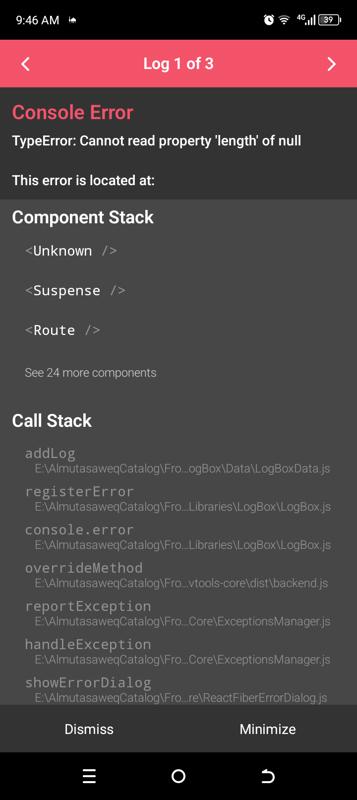 9:46 AM
4G 39
Log 1 of 3
Console Error
TypeError: Cannot read property 'length' of null
This error is located at:
Component Stack
<Unknown />
<Suspense />
<Route />
See 24 more components
Call Stack
addLog
E:\AlmutasaweqCatalog\Fro...ogBox\Data\LogBoxData.js
registerError
E:\AlmutasaweqCatalog\Fro...Libraries\LogBox\LogBox.js
console.error
E:\AlmutasaweqCatalog\Fro...Libraries\LogBox\LogBox.js
overrideMethod
E:\AlmutasaweqCatalog\Fro...vtools-core\dist\backend.js
reportException
E:\AlmutasaweqCatalog\Fro...Core\ExceptionsManager.js
handleException
E:\AlmutasaweqCatalog\Fro...Core\ExceptionsManager.js
showErrorDialog
E:\AlmutasaweqCatalog\Fro...re\ReactFiberErrorDialog.js
Dismiss
Minimize